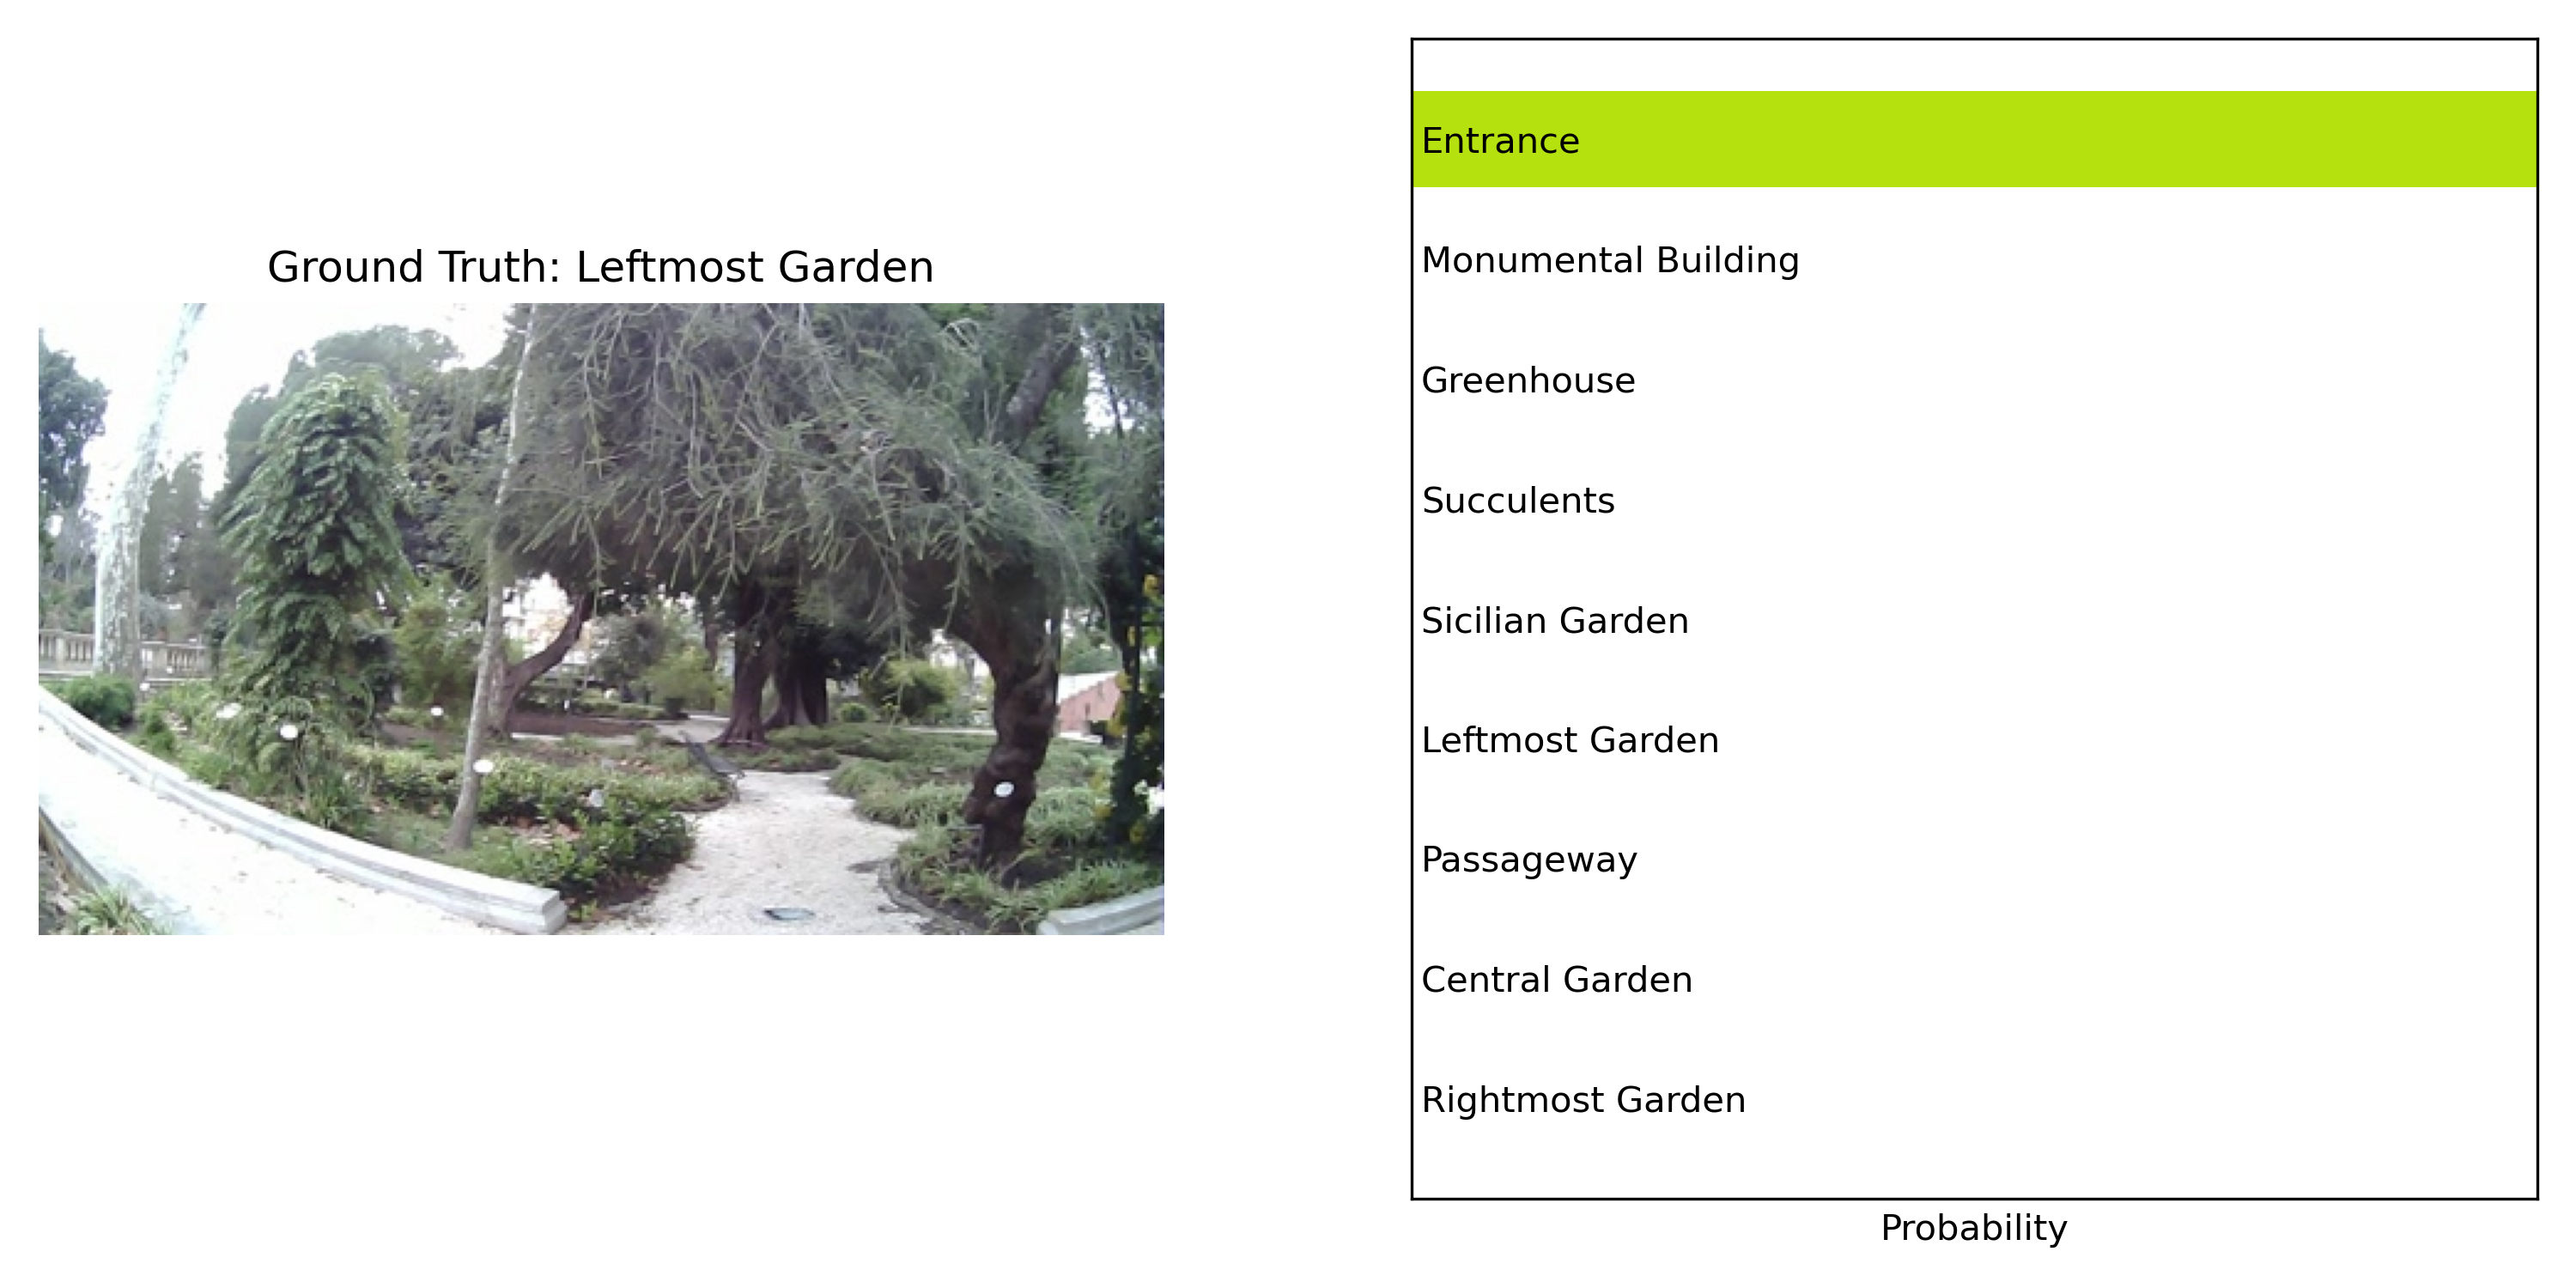 Ground Truth: Leftmost Garden
Entrance
Monumental Building
Greenhouse
Succulents
Sicilian Garden
Leftmost Garden
Passageway
Central Garden
Rightmost Garden
Probability